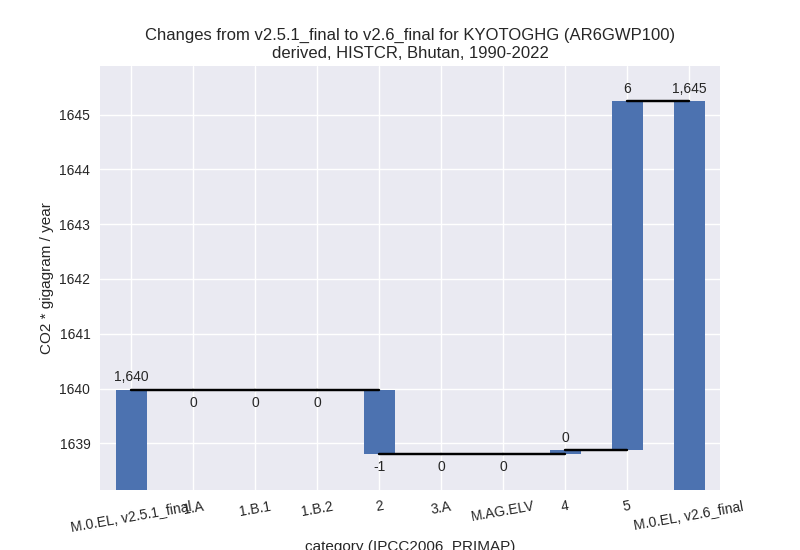 Changes from v2.5.1_final to v2.6_final for KYOTOGHG (AR6GWP100)
derived, HISTCR, Bhutan, 1990-2022
CO2 * gigagram / year
1645
1644
1643
1642
1641
1640
1639
1,640
0
0
0
-1
0
0
0
6
1,645
M.0.EL, v2.5.1_final
1.A
1.B.1
1.B.2
2
3.A
M.AG.ELV
4
5
M.0.EL, v2.6_final
category (IPCC2006_PRIMAP)